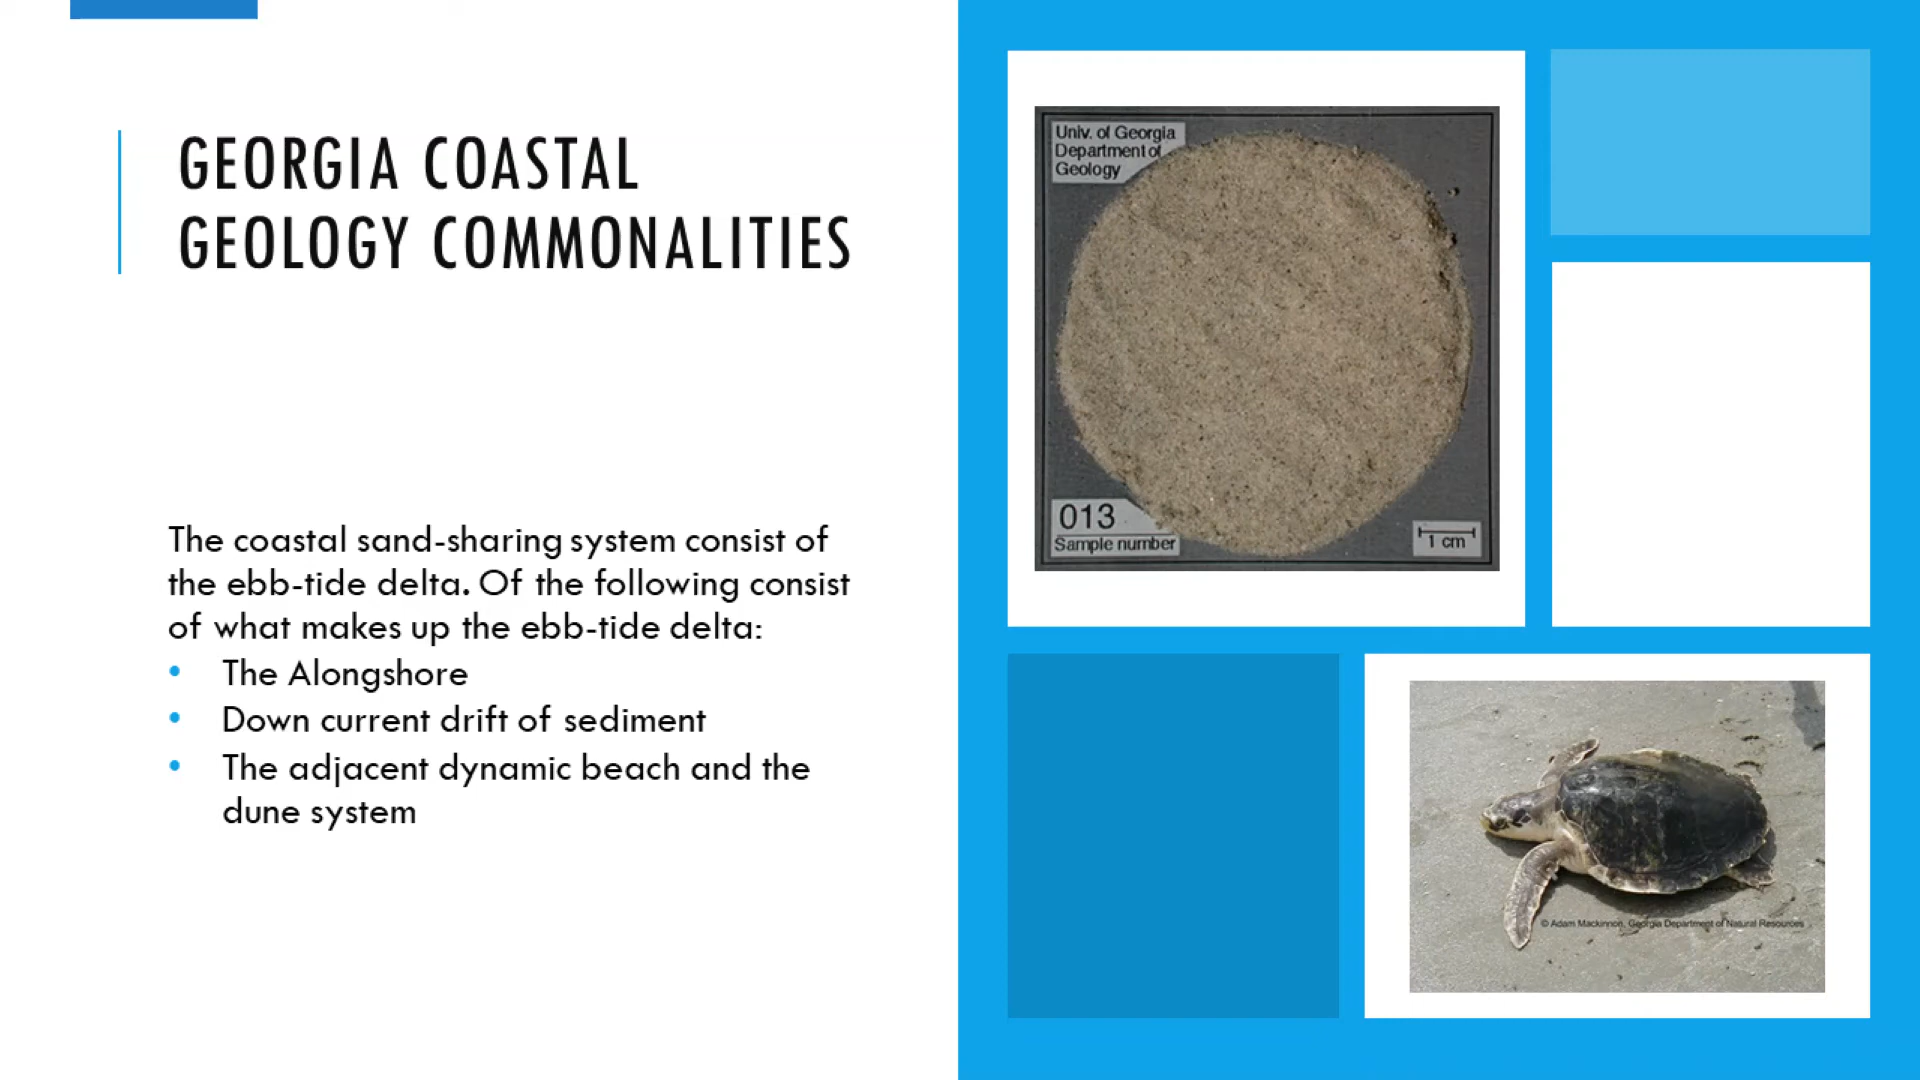 GEORGIA COASTAL
GEOLOGY COMMONALITIES
The coastal sand-sharing system consist of
the ebb-tide delta. Of the following consist
of what makes up the ebb-tide delta:
• The Alongshore
• Down current drift of sediment
• The adjacent dynamic beach and the
dune system
Univ. of Georgia
Department of
Geology
013
Sample number
1 cm
© Adam Mackinnon, Georgia Department of Natural Resources